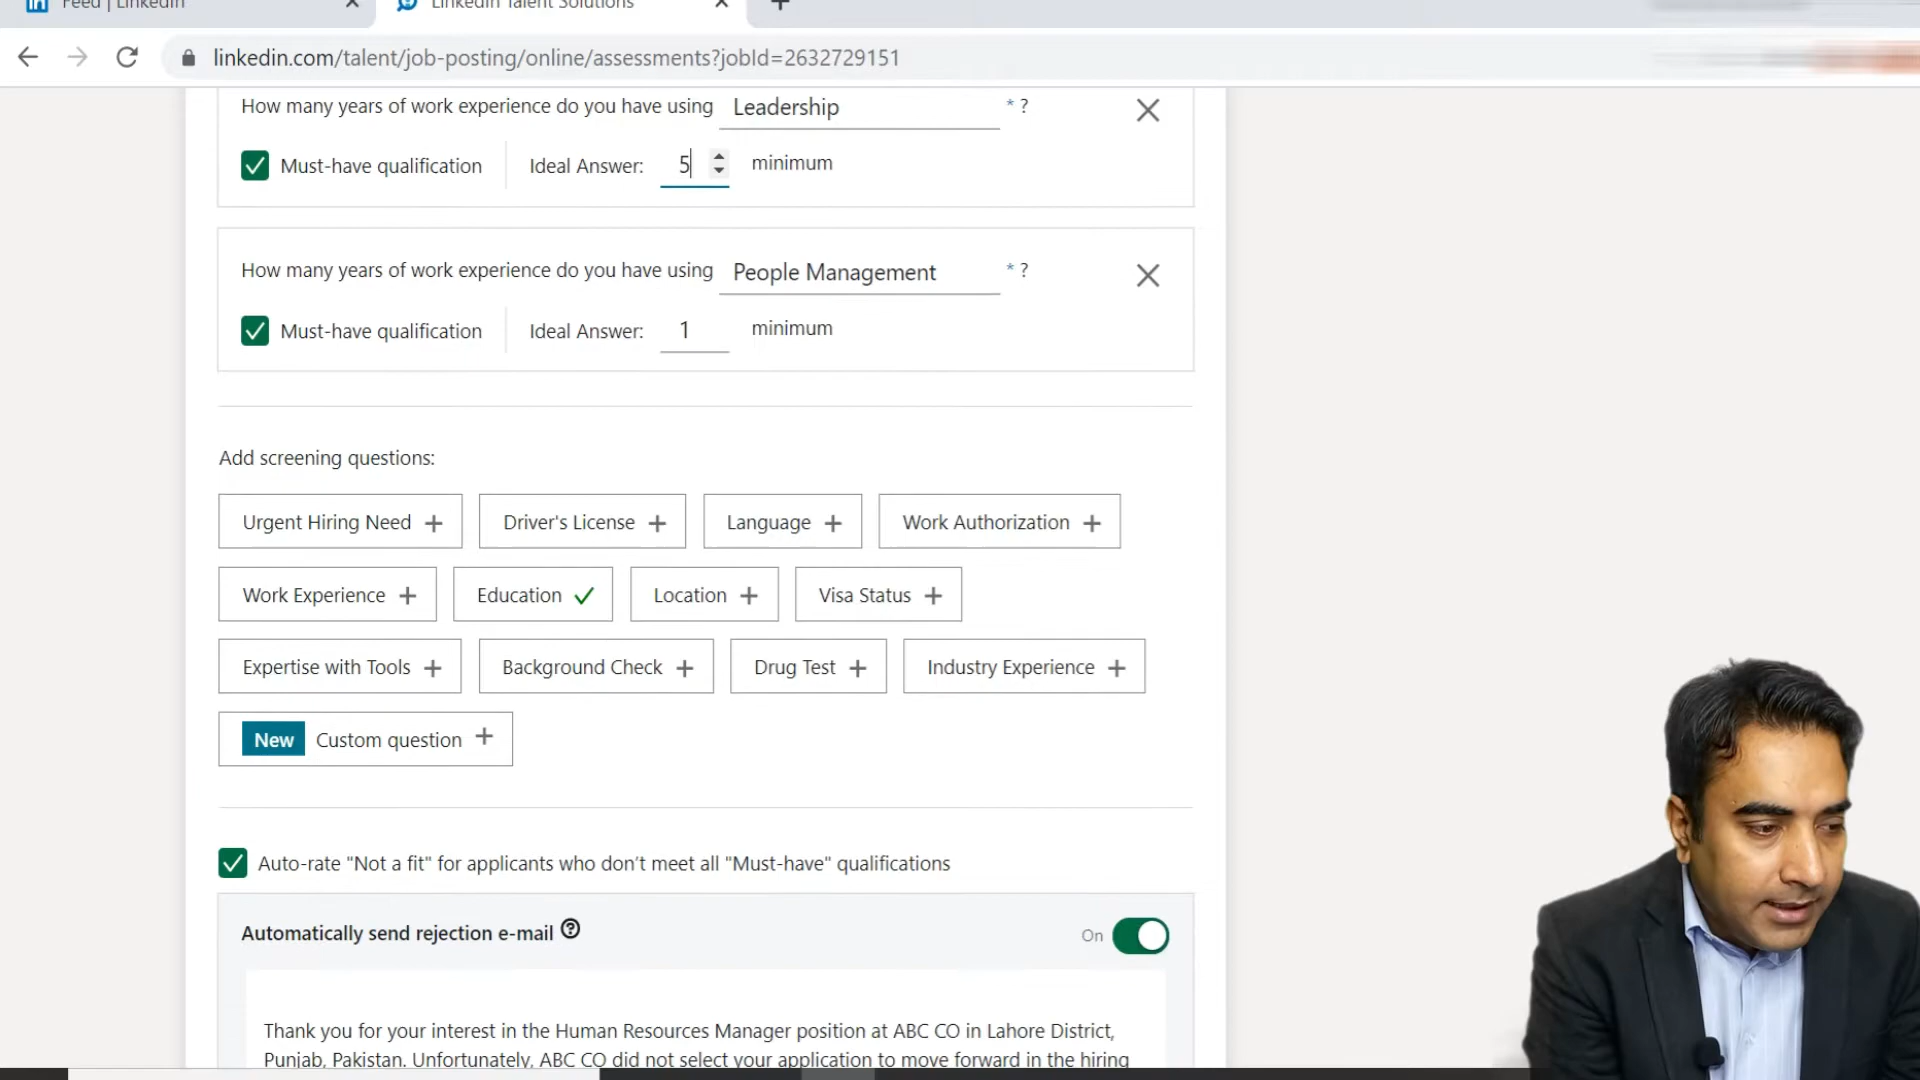 Feed | LinkedIn
LinkedIn Talent Solutions
linkedin.com/talent/job-posting/online/assessments?jobId=2632729151
How many years of work experience do you have using Leadership * ?
Must-have qualification Ideal Answer: 5 minimum
How many years of work experience do you have using People Management * ?
Must-have qualification Ideal Answer: 1 minimum
Add screening questions:
Urgent Hiring Need + Driver's License + Language + Work Authorization +
Work Experience + Education Location + Visa Status +
Expertise with Tools + Background Check + Drug Test + Industry Experience +
New Custom question +
Auto-rate "Not a fit" for applicants who don’t meet all "Must-have" qualifications
Automatically send rejection e-mail ? On
Thank you for your interest in the Human Resources Manager position at ABC CO in Lahore District,
Punjab, Pakistan. Unfortunately, ABC CO did not select your application to move forward in the hiring